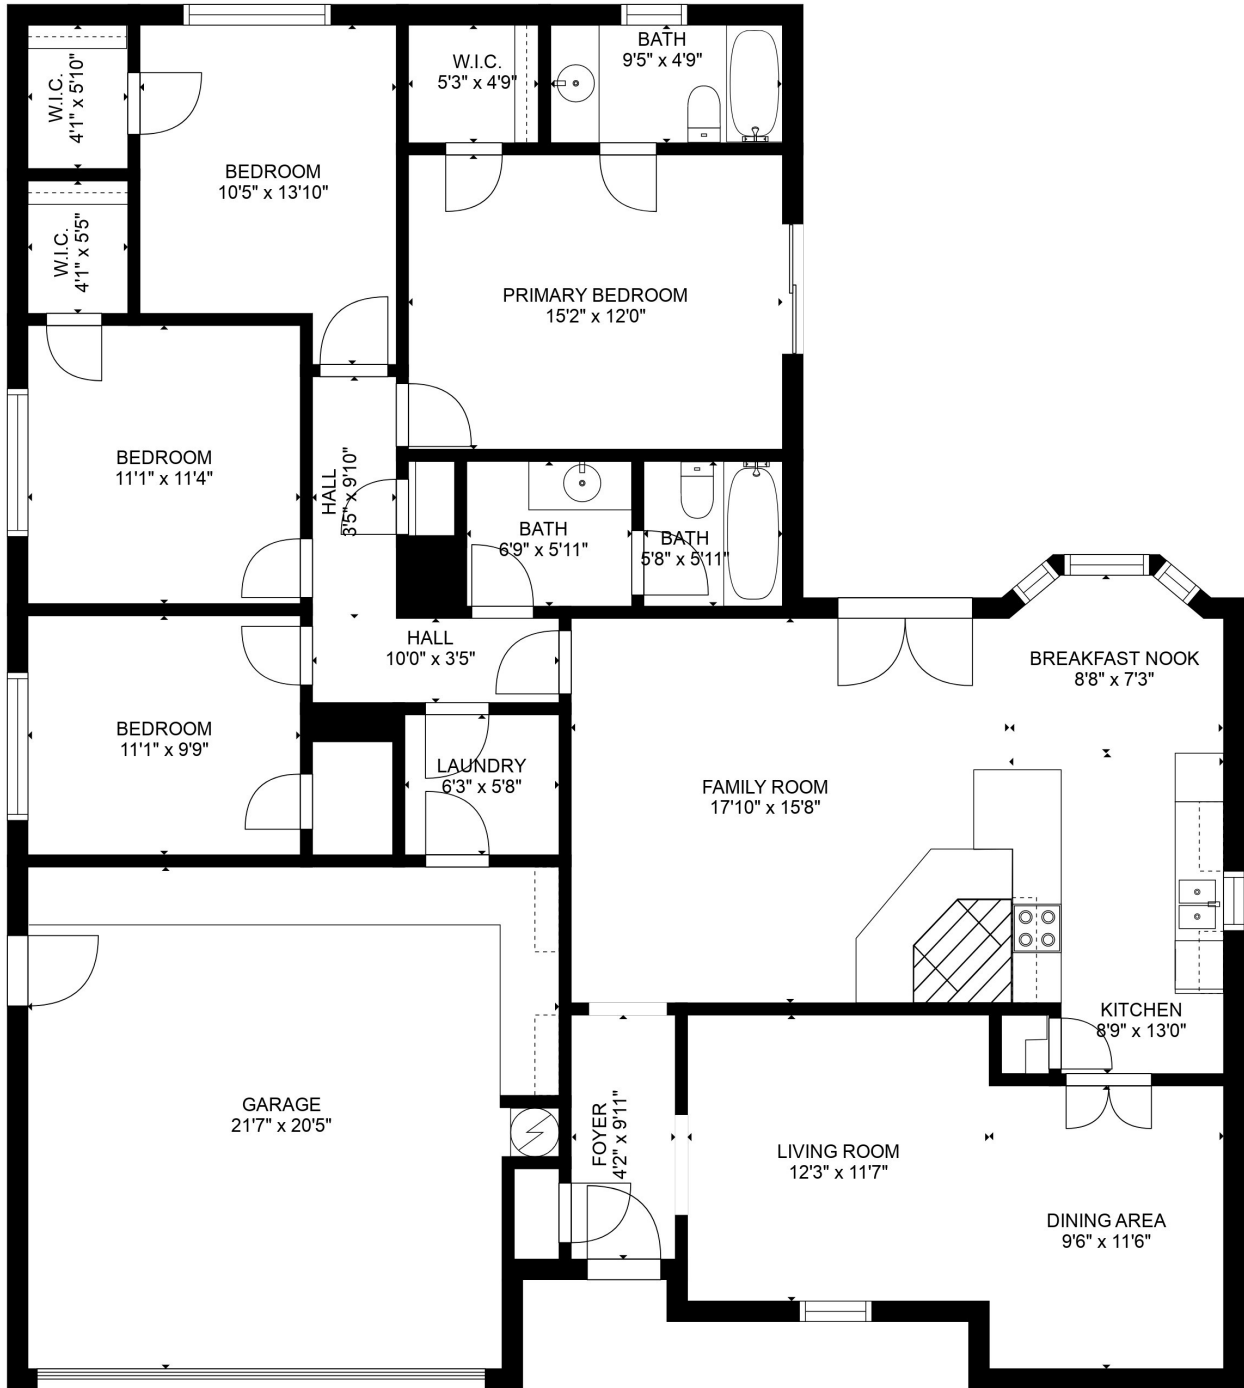 BATH
9'5" x 4'9"
W.I.C.
5'3" x 4'9"
W.I.C.
4'1" x 5'10"
BEDROOM
10'5" x 13'10"
W.I.C.
4'1" x 5'5"
PRIMARY BEDROOM
15'2" x 12'0"
BEDROOM
11'1" x 11'4"
HALL
3'5" x 9'10"
BATH
6'9" x 5'11"
BATH
5'8" x 5'11"
HALL
10'0" x 3'5"
BREAKFAST NOOK
8'8" x 7'3"
BEDROOM
11'1" x 9'9"
LAUNDRY
6'3" x 5'8"
FAMILY ROOM
17'10" x 15'8"
KITCHEN
8'9" x 13'0"
GARAGE
21'7" x 20'5"
FOYER
4'2" x 9'11"
LIVING ROOM
12'3" x 11'7"
DINING AREA
9'6" x 11'6"